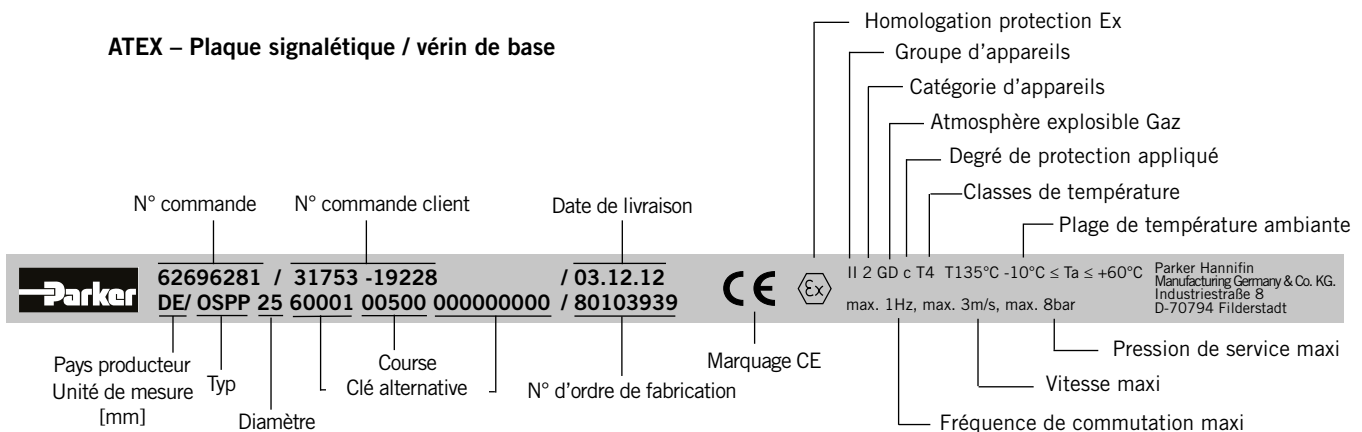 Homologation protection Ex
ATEX – Plaque signalétique / vérin de base
Groupe d'appareils
Catégorie d'appareils
Atmosphère explosible Gaz
Degré de protection appliqué
Classes de température
N° commande N° commande client Date de livraison
Plage de température ambiante
Parker
62696281 / 31753 -19228 / 03.12.12
DE/ OSPP 25 60001 00500 000000000 / 80103939
CE
Ex
II 2 GD c T4 T135°C -10°C ≤ Ta ≤ +60°C
max. 1Hz, max. 3m/s, max. 8bar
Parker Hannifin
Manufacturing Germany & Co. KG.
Industriestraße 8
D-70794 Filderstadt
Pays producteur
Unité de mesure
[mm]
Typ
Diamètre
Course
Clé alternative
N° d'ordre de fabrication
Marquage CE
Pression de service maxi
Vitesse maxi
Fréquence de commutation maxi